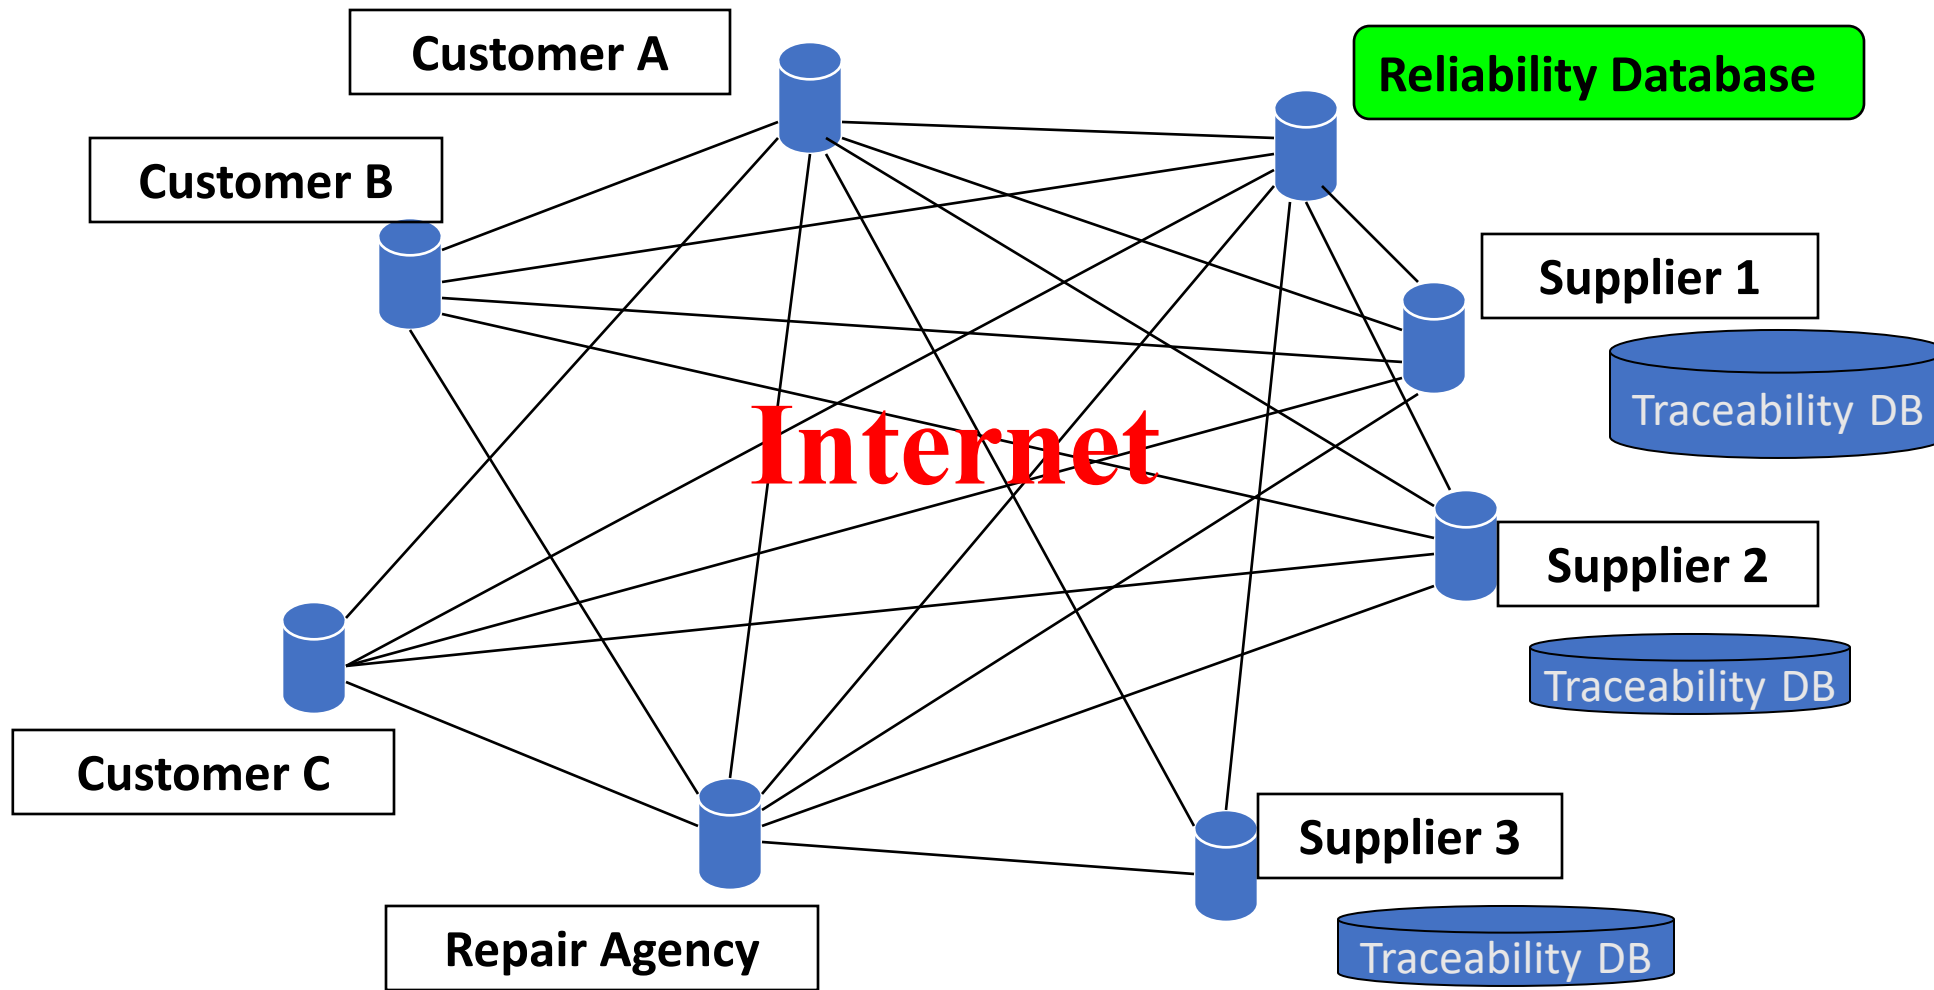 Customer A
Reliability Database
Customer B
Supplier 1
Traceability DB
Internet
Supplier 2
Traceability DB
Customer C
Supplier 3
Repair Agency
Traceability DB